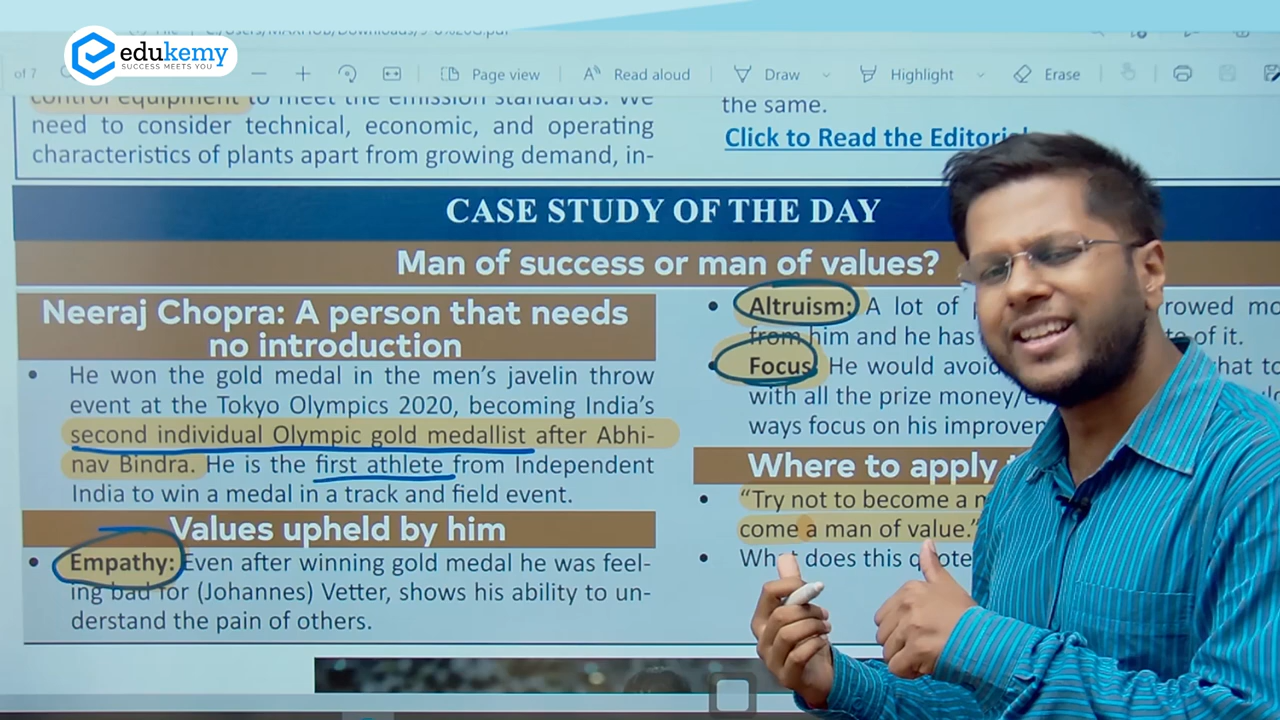 edukemy
SUCCESS MEETS YOU
of 7
Page view
Read aloud
Draw
Highlight
Erase
control equipment to meet the emission standards. We
need to consider technical, economic, and operating
characteristics of plants apart from growing demand, in-
the same.
Click to Read the Editorial
CASE STUDY OF THE DAY
Man of success or man of values?
Neeraj Chopra: A person that needs
no introduction
• He won the gold medal in the men's javelin throw
event at the Tokyo Olympics 2020, becoming India's
second individual Olympic gold medallist after Abhi-
nav Bindra. He is the first athlete from Independent
India to win a medal in a track and field event.
Values upheld by him
• Empathy: Even after winning gold medal he was feel-
ing bad for (Johannes) Vetter, shows his ability to un-
derstand the pain of others.
• Altruism: A lot of
from him and he has of it.
• Focus: He would avoid
with all the prize money/
ways focus on his
Where to apply
• “Try not to become a
come a man of value.”
• What does this quote